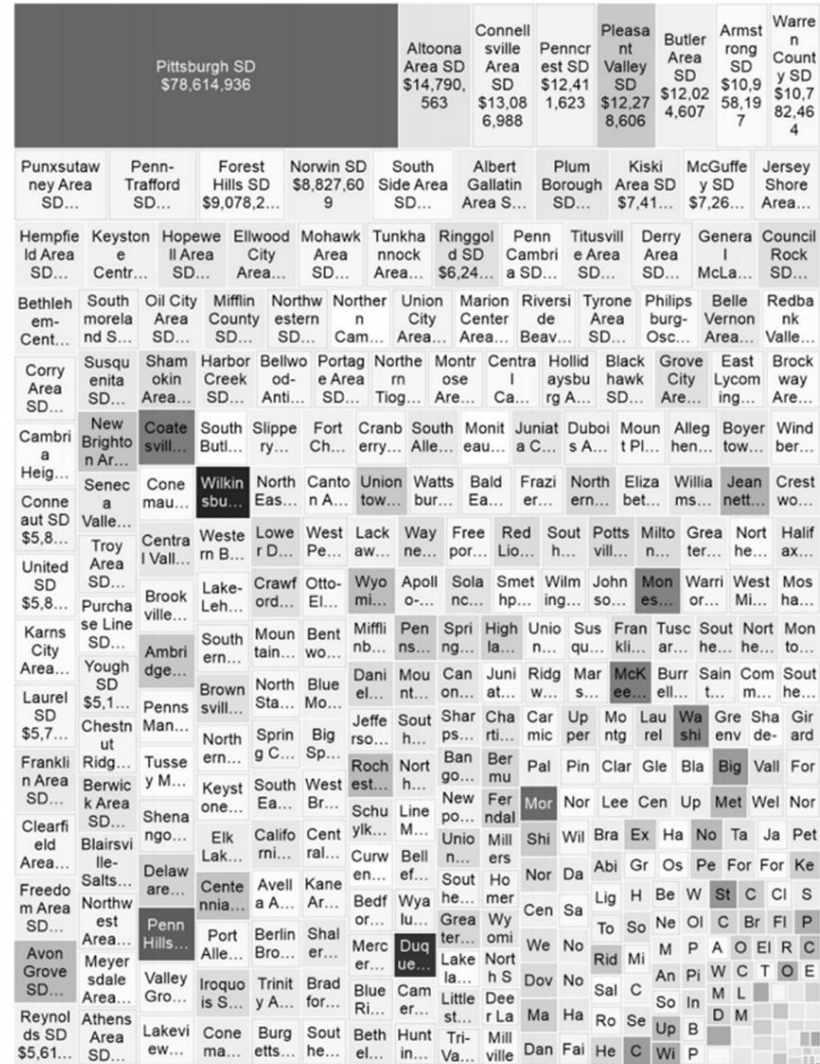 Pittsburgh SD
$78,614,936
Altoona
Area SD
$14,790,
563
Connell
sville
Area
SD
$13,08
6,988
Penncr
est SD
$12,41
1,623
Pleasa
nt
Valley
SD
$12,27
8,606
Butler
Area
SD
$12,02
4,607
Armst
rong
SD
$10,9
58,19
7
Warre
n
Count
y SD
$10,7
82,46
4
Punxsutaw
ney Area
SD...
Penn-
Trafford
SD...
Forest
Hills SD
$9,078,2...
Norwin SD
$8,827,60
9
South
Side Area
SD...
Albert
Gallatin
Area S...
Plum
Borough
SD...
Kiski
Area SD
$7,41...
McGuffe
y SD
$7,26...
Jersey
Shore
Area...
Hempfie
ld Area
SD...
Keyston
e
Centr...
Hopewe
ll Area
SD...
Ellwood
City
Area...
Mohawk
Area
SD...
Tunkha
nnock
Area...
Ringgol
d SD
$6,24...
Penn
Cambri
a SD...
Titusvill
e Area
SD...
Derry
Area
SD...
Genera
l
McLa...
Council
Rock
SD...
Bethleh
em-
Cent...
South
morela
nd S...
Oil City
Area
SD...
Mifflin
County
SD...
Northw
estern
SD...
Norther
n
Cam...
Union
City
Area...
Marion
Center
Area...
Riversi
de
Beav...
Tyrone
Area
SD...
Philips
burg-
Osc...
Belle
Vernon
Area...
Redba
nk
Valle...
Corry
Area
SD...
Susqu
enita
SD...
Sham
okin
Area...
Harbor
Creek
SD...
Bellwo
od-
Anti...
Portag
e Area
SD...
Northe
rn
Tiog...
Montr
ose
Are...
Centra
l
Ca...
Hollid
aysbu
rg A...
Black
hawk
SD...
Grove
City
Are...
East
Lycom
ing...
Brock
way
Are...
Cambri
a
Heig...
New
Brighto
n Ar...
Coate
svill...
South
Butl...
Slippe
ry...
Fort
Ch...
Cranb
erry...
South
Alle...
Monit
eau...
Juniat
a C...
Duboi
s A...
Moun
t Pl...
Alleg
hen...
Boyer
tow...
Wind
ber...
Conne
aut SD
$5,8...
Senec
a
Valle...
Cone
mau...
Wilkin
sbu...
North
Eas...
Canto
n A...
Union
tow...
Watts
bur...
Bald
Ea...
Frazi
er...
North
ern...
Eliza
bet...
Willia
ms...
Jean
nett...
Crest
wo...
United
SD
$5,8...
Troy
Area
SD...
Centra
l Vall...
Weste
rn B...
Lowe
r D...
West
Pe...
Lack
aw...
Way
ne...
Free
por...
Red
Lio...
Sout
h...
Potts
vill...
Milto
n...
Grea
ter...
Nort
he...
Halif
ax...
Karns
City
Area...
Purcha
se Line
SD...
Brook
ville...
Lake-
Leh...
Crawf
ord...
Otto-
El...
Wyo
mi...
Apoll
o-...
Sola
nc...
Smet
hp...
Wilm
ing...
John
so...
Mon
es...
Warri
or...
West
Mi...
Mos
ha...
Laurel
SD
$5,7...
Yough
SD
$5,1...
Ambri
dge...
South
ern...
Moun
tain...
Bent
wo...
Miffli
nb...
Pen
ns...
Spri
ng...
High
la...
Unio
n...
Sus
qu...
Fran
kli...
Tusc
ar...
Sout
he...
Nort
he...
Mon
to...
Brown
svill...
North
Sta...
Blue
Mo...
Dani
el...
Mou
nt...
Can
on...
Juni
at...
Ridg
w...
Mar
s...
McK
ee...
Burr
ell...
Sain
t...
Com
m...
Sout
he...
Frankli
n Area
SD...
Chestn
ut
Ridg...
Penns
Man...
North
ern...
Sprin
g C...
Big
Sp...
Jeffe
rso...
Sout
h...
Shar
ps...
Cha
rti...
Car
mic
Up
per
Mo
ntg
Lau
rel
Wa
shi
Gre
env
Sha
de-
Gir
ard
Clearfi
eld
Area...
Berwic
k Area
SD...
Tusse
y M...
Keyst
one...
South
Ea...
West
Br...
Roch
est...
Nort
h...
Ban
go...
Ber
mu
Pal
Pin
Clar
Gle
Bla
Big
Vall
For
Blairsvi
lle-
Salts...
Shena
ngo...
Elk
Lak...
Califo
rni...
Cent
ral...
Schu
ylk...
Line
M...
New
po...
Fer
ndal
Mor
Nor
Lee
Cen
Up
Met
Wel
Nor
Freedo
m Area
SD...
Northw
est
Area...
Delaw
are...
Cente
nnia...
Avell
a A...
Kane
Ar...
Curw
en...
Bell
ef...
Unio
n...
Mill
ers
Shi
Wil
Bra
Ex
Ha
No
Ta
Ja
Pet
Avon
Grove
SD...
Meyer
sdale
Area...
Penn
Hills...
Port
Alle...
Berlin
Bro...
Shal
er...
Bedf
or...
Wya
lu...
Sout
he...
Ho
mer
Nor
Da
Abi
Gr
Os
Pe
For
For
Ke
Reynol
ds SD
$5,61...
Athens
Area
SD...
Valley
Gro...
Iroquo
is S...
Trinit
y A...
Brad
for...
Merc
er...
Duq
ue...
Grea
ter...
Wy
omi
Cen
Sa
Lig
H
Be
W
St
C
Cl
S
Lakevi
ew...
Cone
ma...
Burg
etts...
Sout
he...
Blue
Ri...
Cam
er...
Lake
la...
Nort
h S
We
No
To
So
Ne
Ol
C
Br
Fl
P
Beth
el...
Hunt
in...
Little
st...
Dee
r La
Dov
No
Rid
Mi
M
P
A
O
El
R
C
Tri-
Va...
Mill
ville
Ma
Ha
Sal
C
An
Pi
W
C
T
O
E
Dan
Fai
Ro
Se
So
In
M
L
He
C
Up
B
D
M
Wi
P